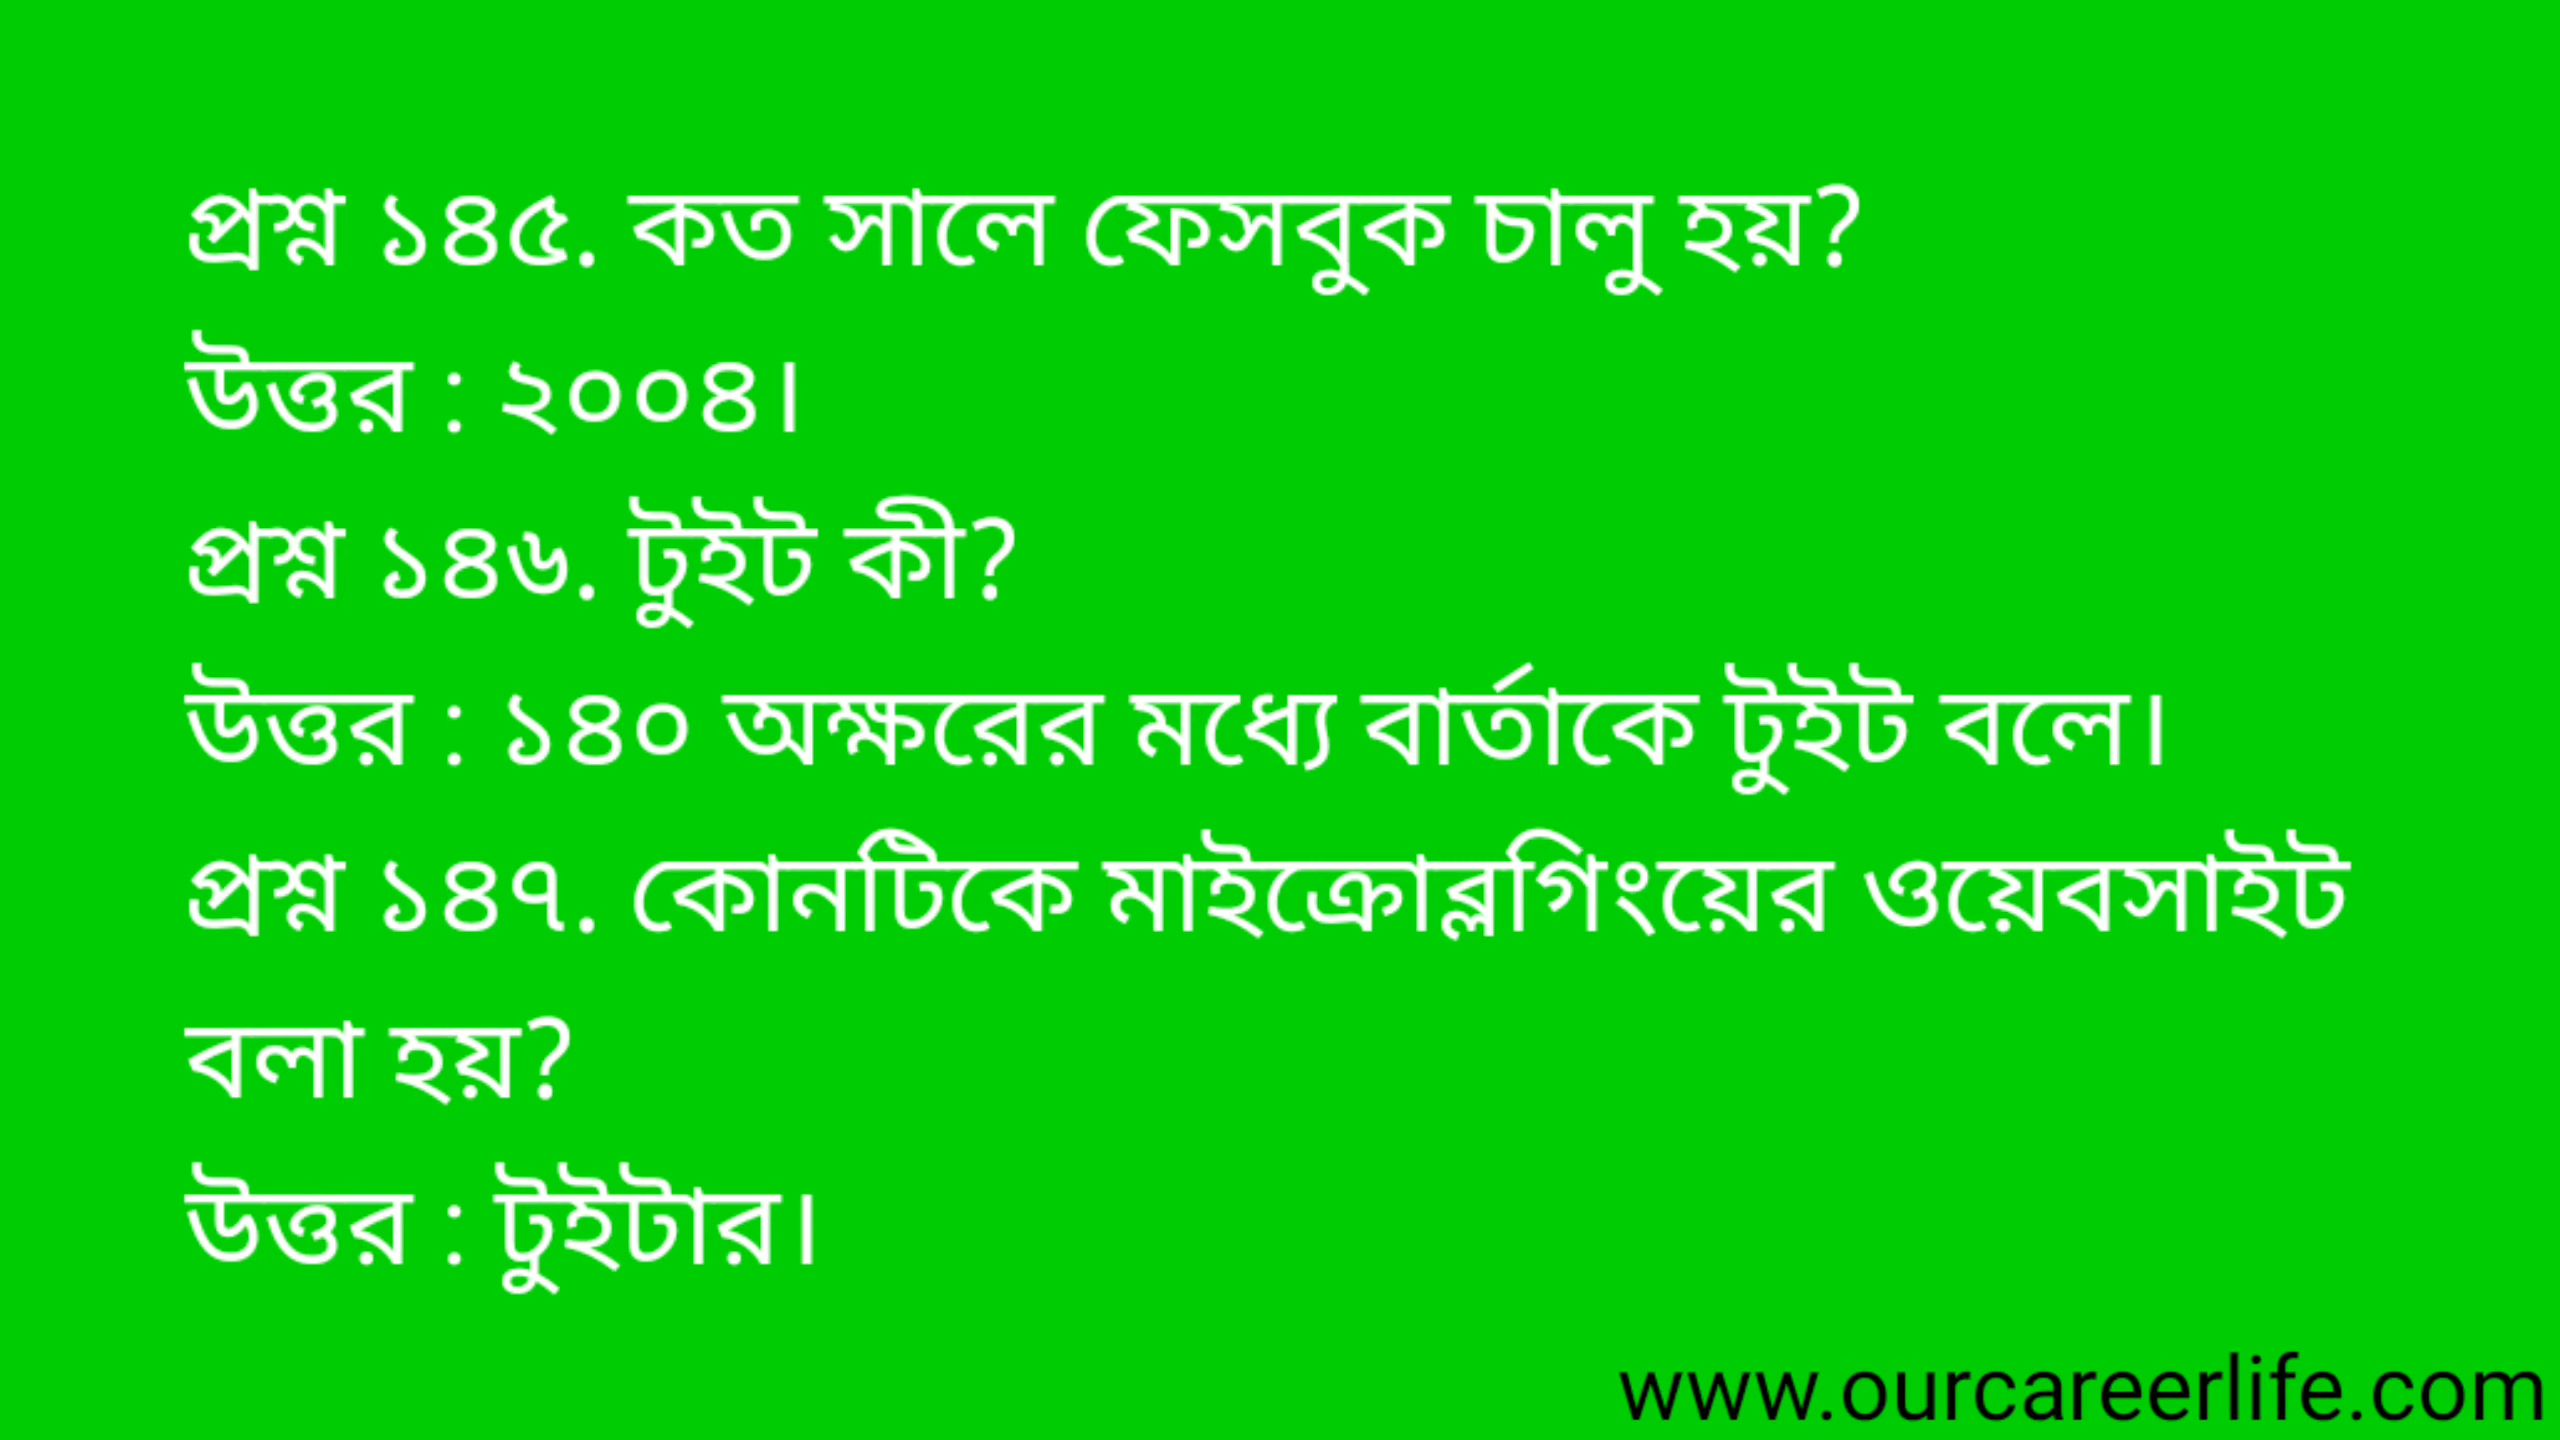 প্রশ্ন ১৪৫. কত সালে ফেসবুক চালু হয়?
উত্তর : ২০০৪।
প্রশ্ন ১৪৬. টুইট কী?
উত্তর : ১৪০ অক্ষরের মধ্যে বার্তাকে টুইট বলে।
প্রশ্ন ১৪৭. কোনটিকে মাইক্রোব্লগিংয়ের ওয়েবসাইট
বলা হয়?
উত্তর : টুইটার।
www.ourcareerlife.com